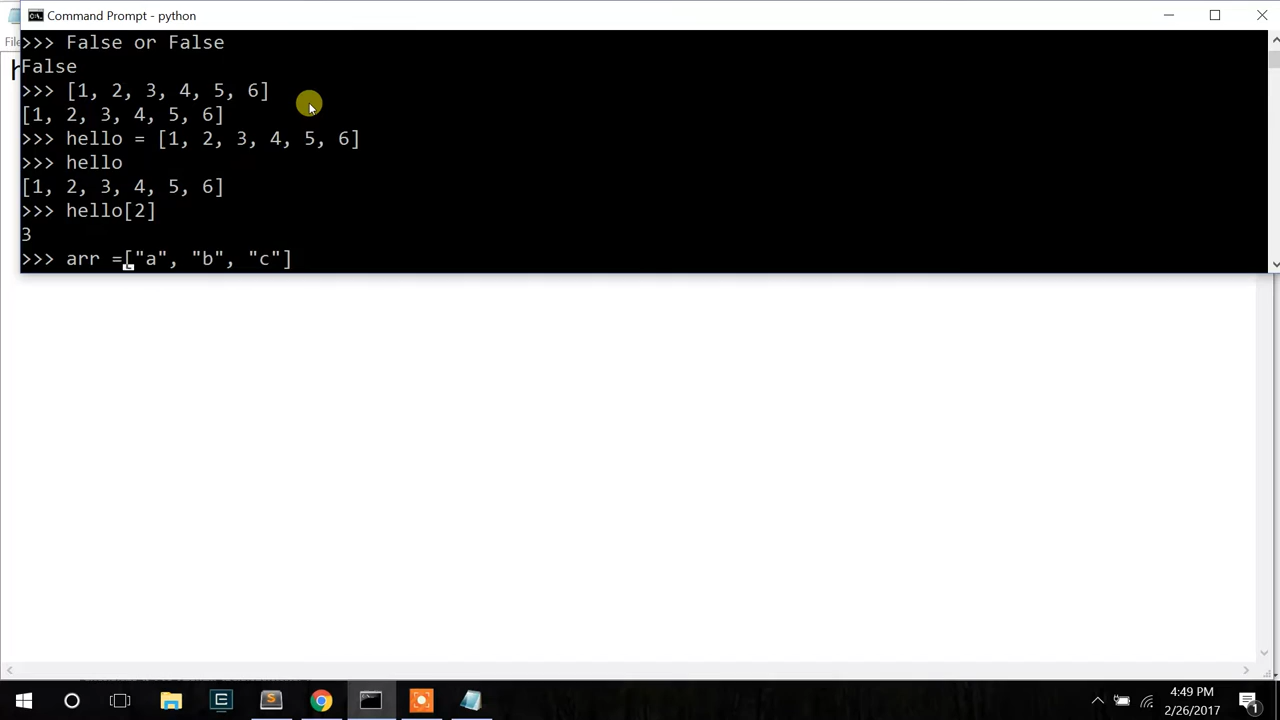 Command Prompt - python
File
h
>>> False or False
False
>>> [1, 2, 3, 4, 5, 6]
[1, 2, 3, 4, 5, 6]
>>> hello = [1, 2, 3, 4, 5, 6]
>>> hello
[1, 2, 3, 4, 5, 6]
>>> hello[2]
3
>>> arr =["a", "b", "c"]
4:49 PM
2/26/2017
1